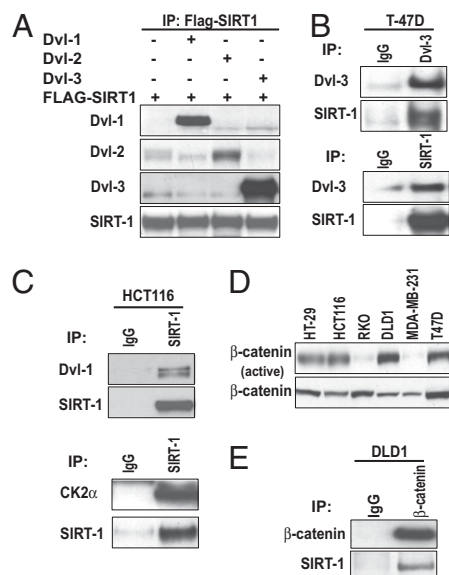 A
IP: Flag-SIRT1
Dvl-1 - + - -
Dvl-2 - - + -
Dvl-3 - - - +
FLAG-SIRT1 + + + +
Dvl-1
Dvl-2
Dvl-3
SIRT-1
B
T-47D
IP: IgG Dvl-3
Dvl-3
SIRT-1
IP: IgG SIRT-1
Dvl-3
SIRT-1
C
HCT116
IP: IgG SIRT-1
Dvl-1
SIRT-1
IP: IgG SIRT-1
CK2α
SIRT-1
D
HT-29 HCT116 RKO DLD1 MDA-MB-231 T47D
β-catenin
(active)
β-catenin
E
DLD1
IP: IgG β-catenin
β-catenin
SIRT-1